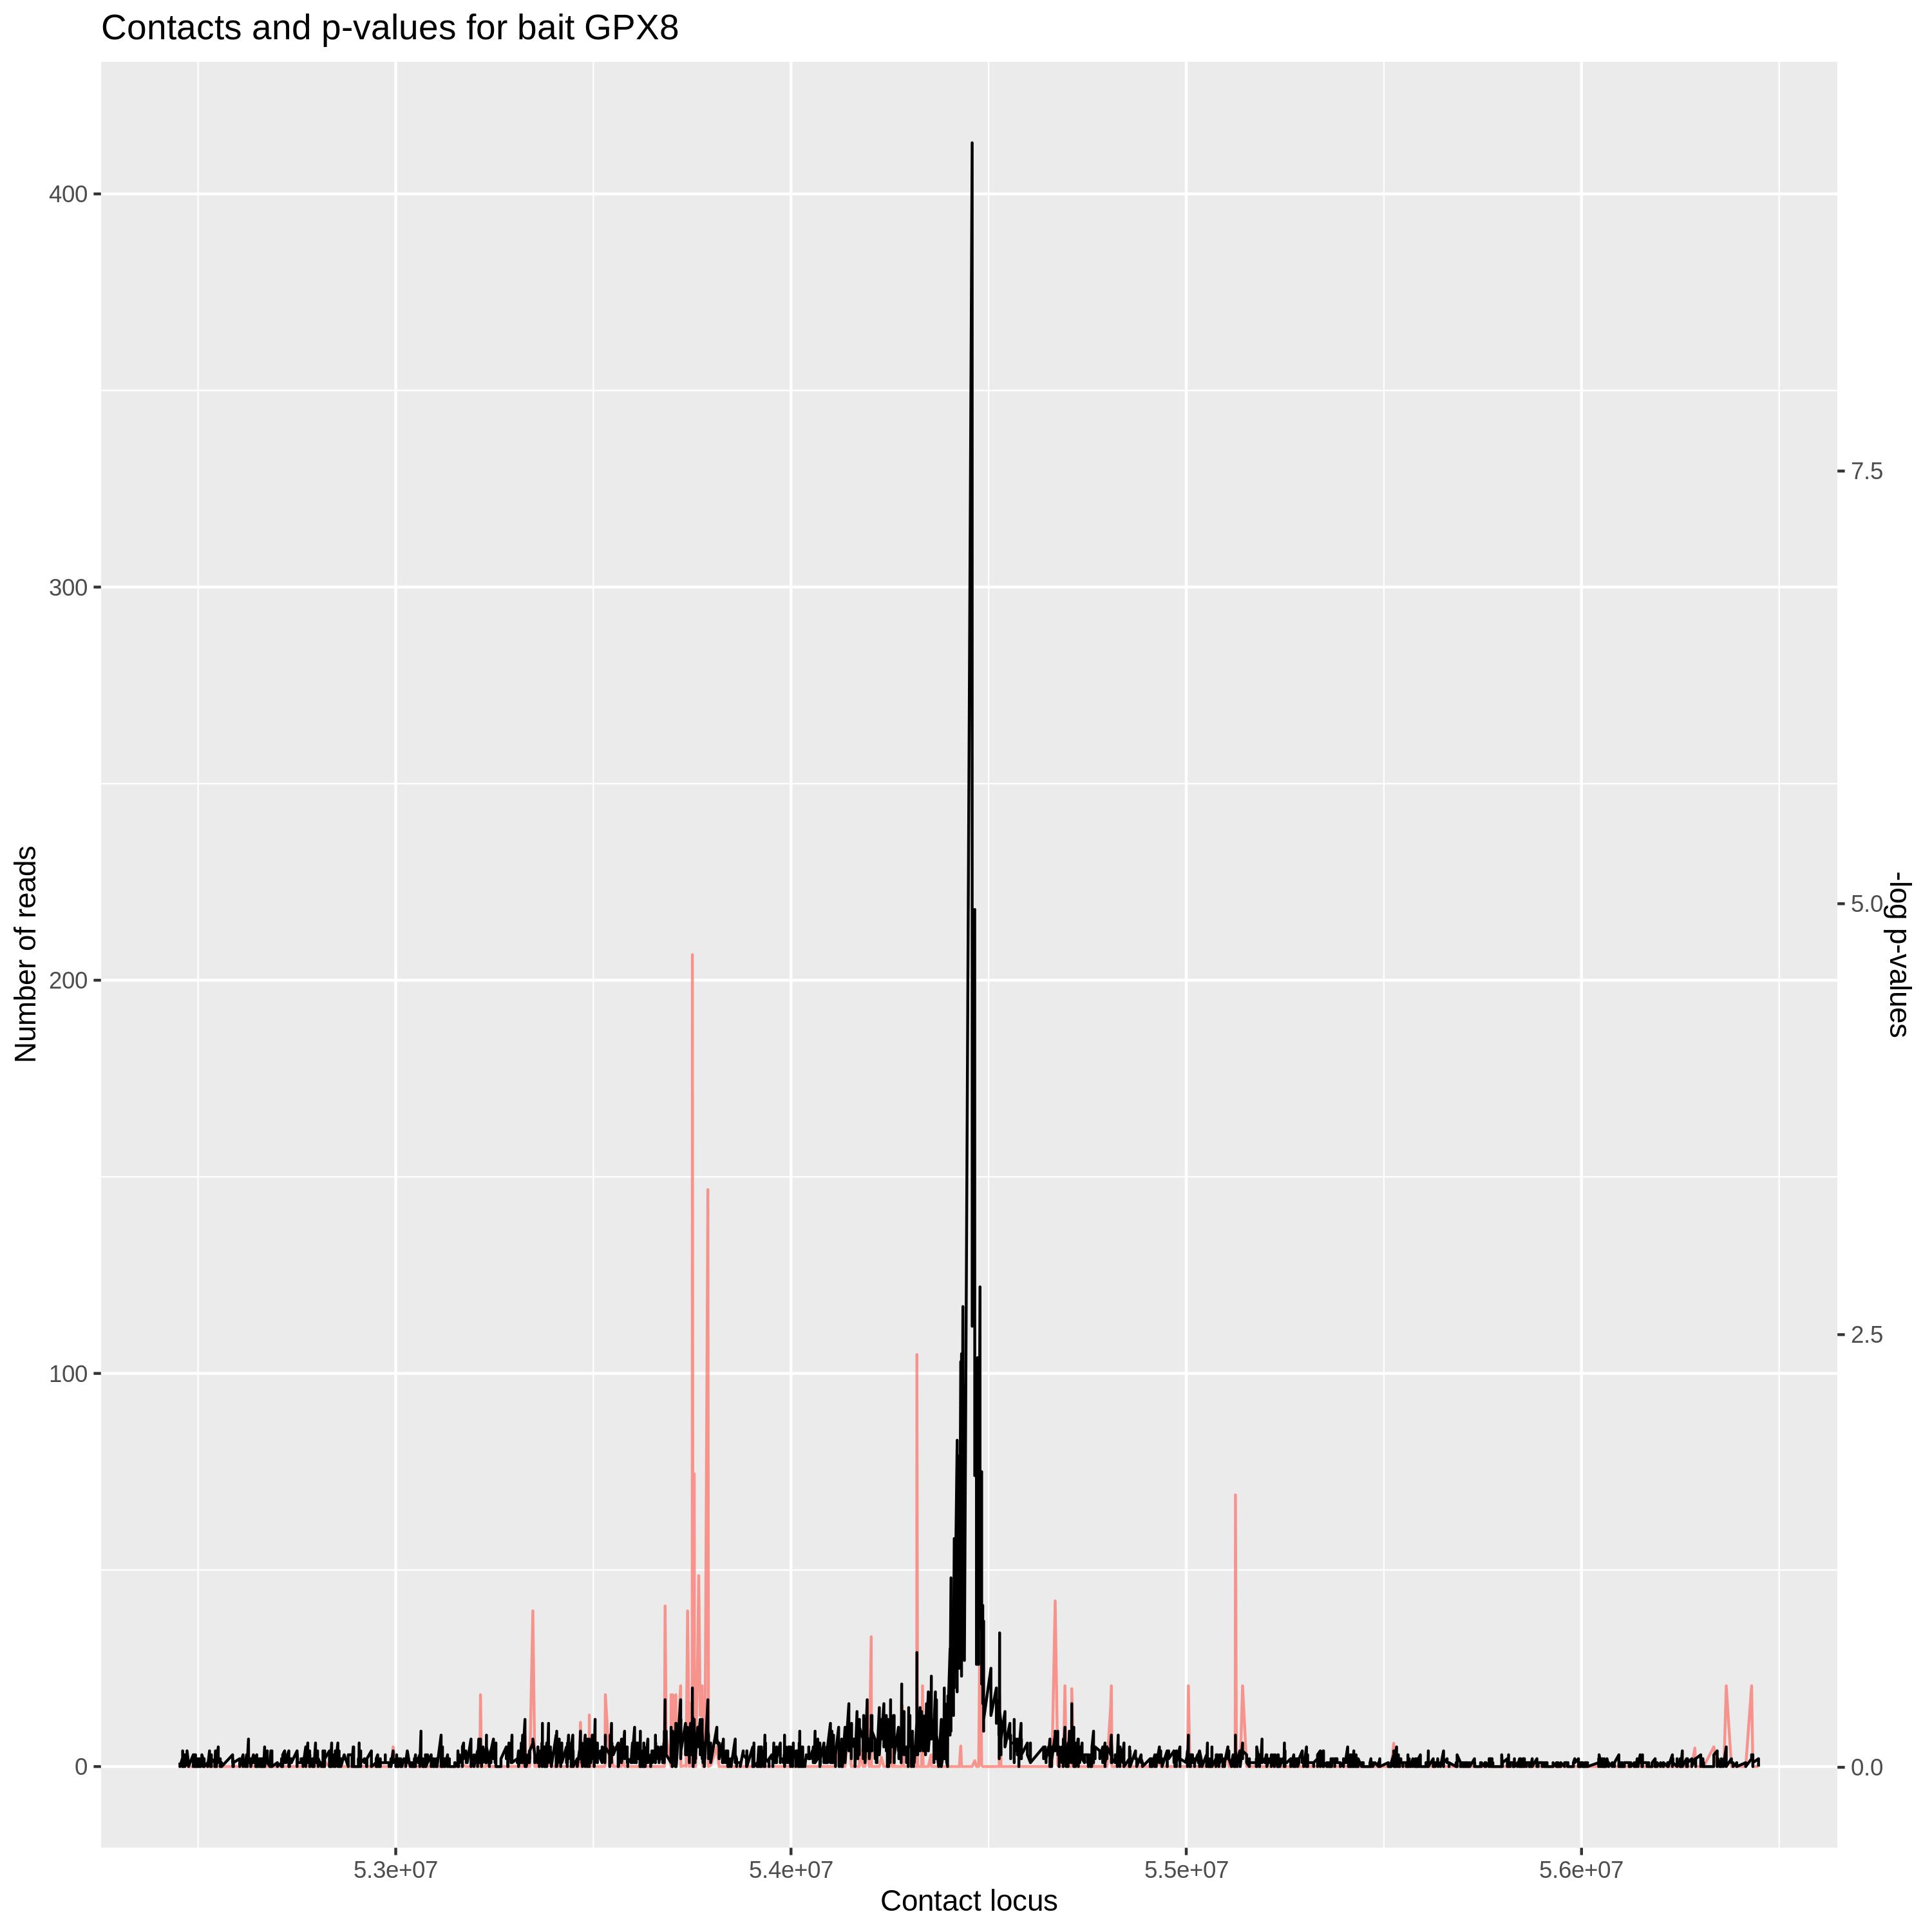 Contacts and p-values for bait GPX8
400
300
200
100
0
Number of reads
7.5
5.0
2.5
0.0
-log p-values
5.3e+07
5.4e+07
5.5e+07
5.6e+07
Contact locus